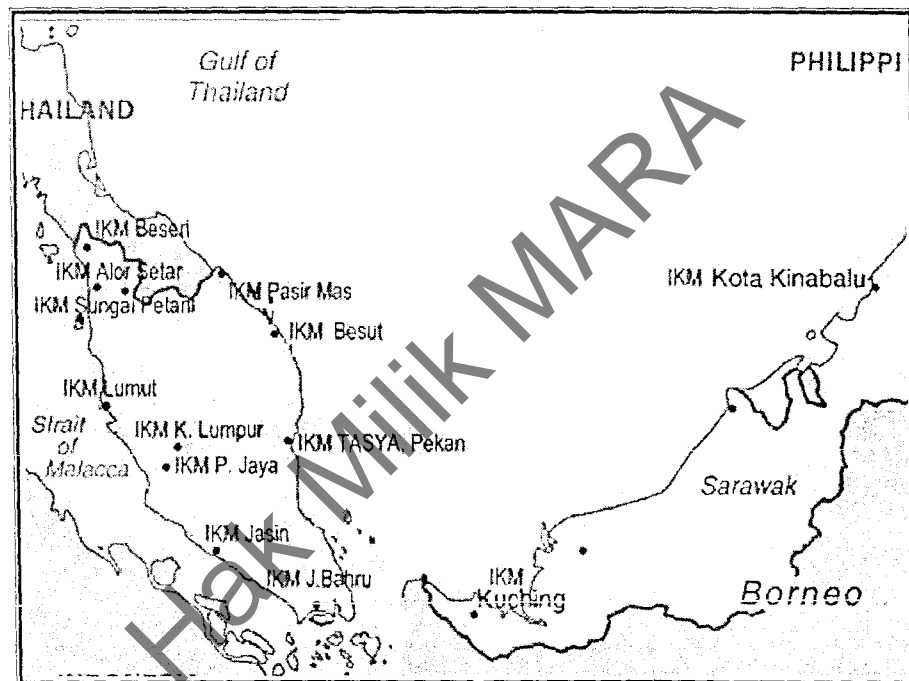 Gulf of
Thailand
PHILIPPI
HAILAND
IKM Beseri
IKM Alor Setar
IKM Pasir Mas
IKM Kota Kinabalu
IKM Sungai Petani
IKM Besut
IKM Lumut
Strait
of
Malacca
IKM K. Lumpur
IKM TASYA, Pekan
IKM P. Jaya
Sarawak
IKM Jasin
IKM J.Bahru
IKM
Kuching
Borneo
Hak Milik MARA